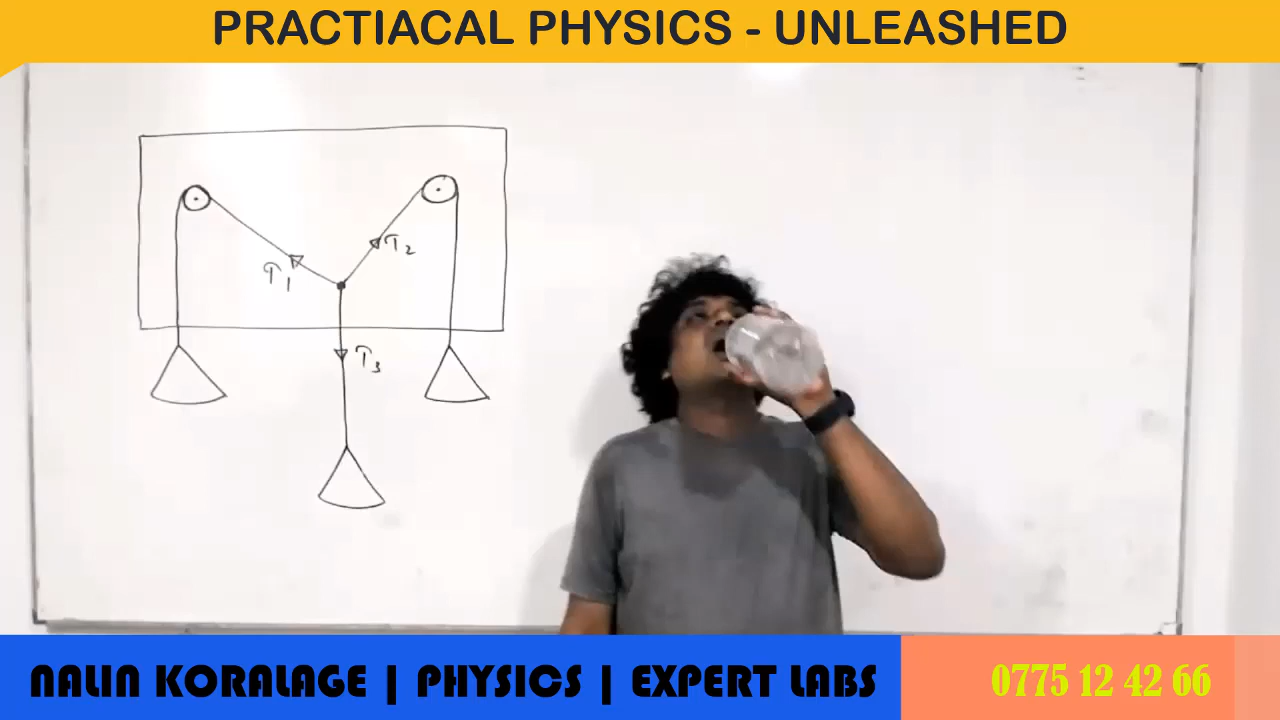 PRACTIACAL PHYSICS - UNLEASHED
T1
T2
T3
NALIN KORALAGE | PHYSICS | EXPERT LABS
0775 12 42 66